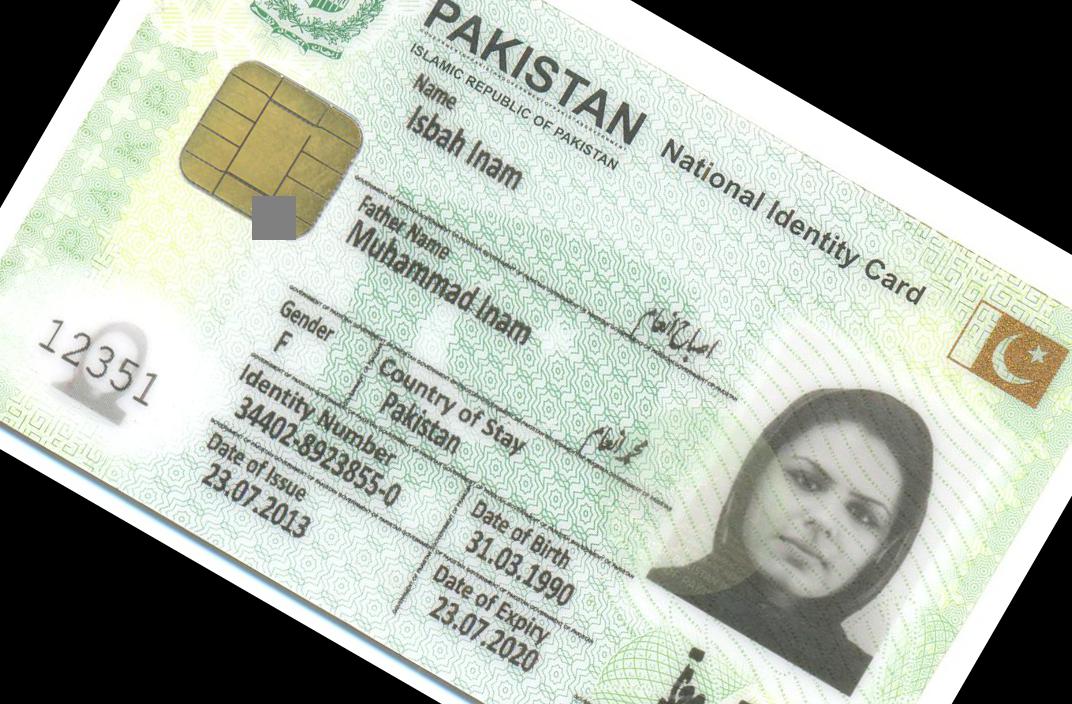 PAKISTAN National Identity Card
ISLAMIC REPUBLIC OF PAKISTAN
Name
Isbah Inam
اصباح انعام
Father Name
Muhammad Inam
محمد انعام
Gender
F
Country of Stay
Pakistan
Identity Number
34402-8923855-0
Date of Birth
31.03.1990
Date of Issue
23.07.2013
Date of Expiry
23.07.2020
12351